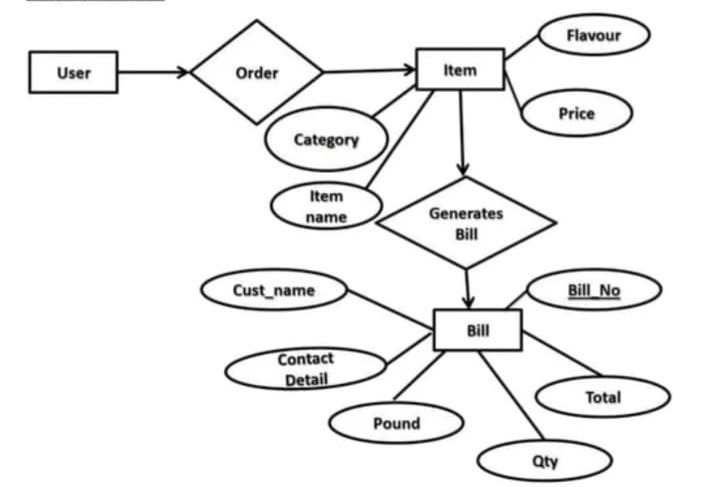 Flavour
User
Order
Item
Price
Category
Item
name
Generates
Bill
Cust_name
Bill_No
Bill
Contact
Detail
Total
Pound
Qty